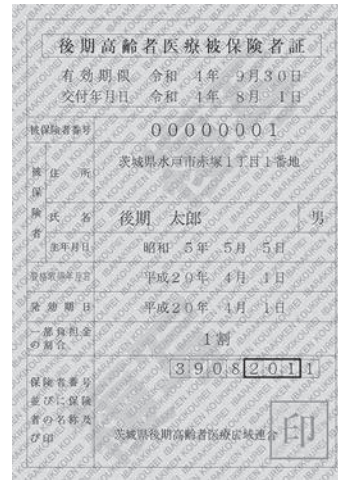 後期高齢者医療被保険者証
有効期限 令和 4年 9月30日
交付年月日 令和 4年 8月 1日
被保険者番号 00000001
被保険者
住所 茨城県水戸市赤塚1丁目1番地
氏名 後期 太郎 男
生年月日 昭和 5年 5月 5日
資格取得年月日 平成20年 4月 1日
発効期日 平成20年 4月 1日
一部負担金の割合 1割
保険者番号並びに保険者の名称及び印
39082011
茨城県後期高齢者医療広域連合 印